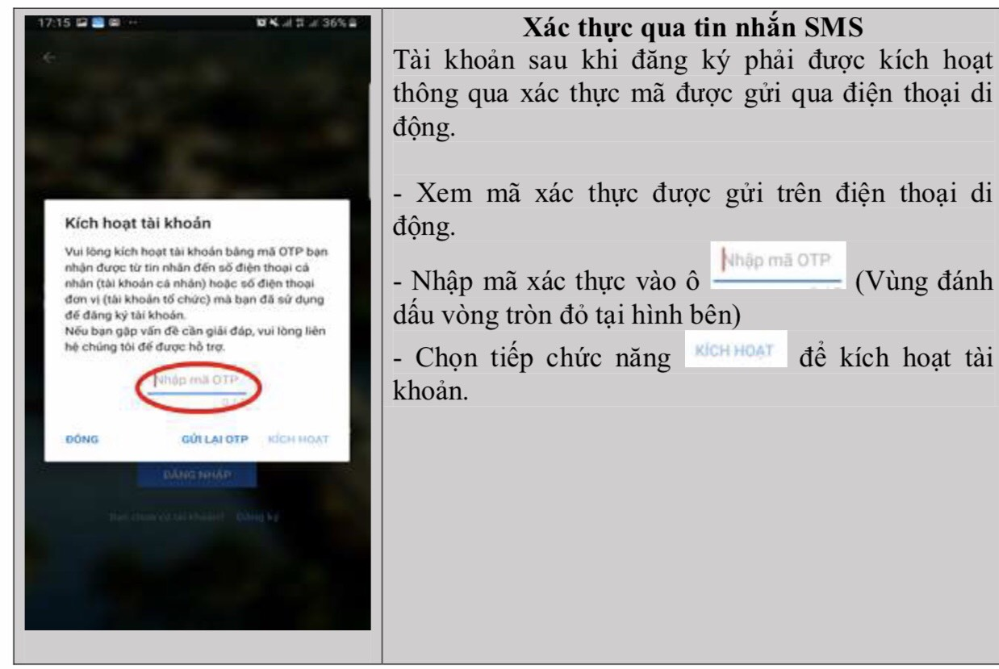 17:15
36%
Kích hoạt tài khoản
Vui lòng kích hoạt tài khoản bằng mã OTP bạn
nhận được từ tin nhắn đến số điện thoại cá
nhân (tài khoản cá nhân) hoặc số điện thoại
đơn vị (tài khoản tổ chức) mà bạn đã sử dụng
để đăng ký tài khoản.
Nếu bạn gặp vấn đề cần giải đáp, vui lòng liên
hệ chúng tôi để được hỗ trợ.
Nhập mã OTP
ĐÓNG GỬI LẠI OTP KÍCH HOẠT
ĐĂNG NHẬP
Bạn chưa có tài khoản? Đăng ký
Xác thực qua tin nhắn SMS
Tài khoản sau khi đăng ký phải được kích hoạt
thông qua xác thực mã được gửi qua điện thoại di
động.
- Xem mã xác thực được gửi trên điện thoại di
động.
- Nhập mã xác thực vào ô Nhập mã OTP (Vùng đánh
dấu vòng tròn đỏ tại hình bên)
- Chọn tiếp chức năng KÍCH HOẠT để kích hoạt tài
khoản.